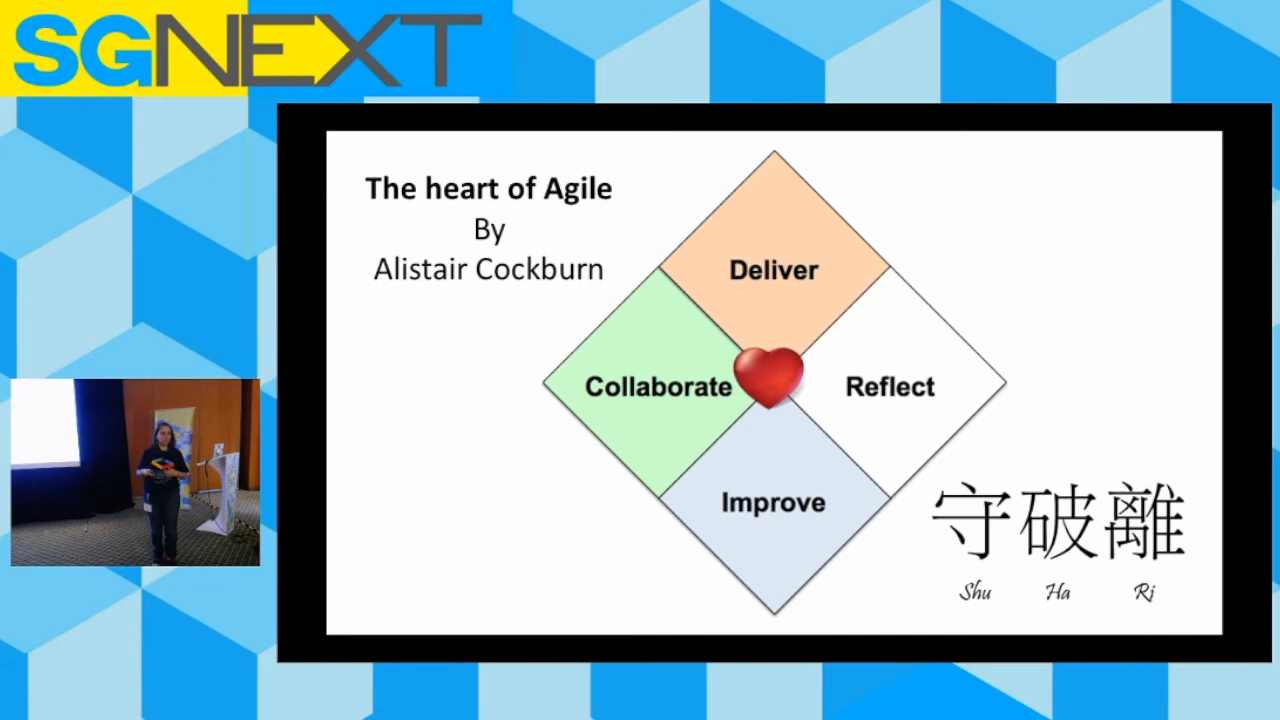 SGNEXT
The heart of Agile
By
Alistair Cockburn
Deliver
Collaborate
Reflect
Improve
守破離
Shu Ha Ri